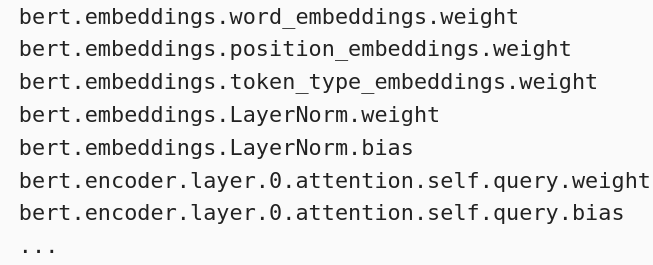 bert.embeddings.word_embeddings.weight
bert.embeddings.position_embeddings.weight
bert.embeddings.token_type_embeddings.weight
bert.embeddings.LayerNorm.weight
bert.embeddings.LayerNorm.bias
bert.encoder.layer.0.attention.self.query.weight
bert.encoder.layer.0.attention.self.query.bias
...